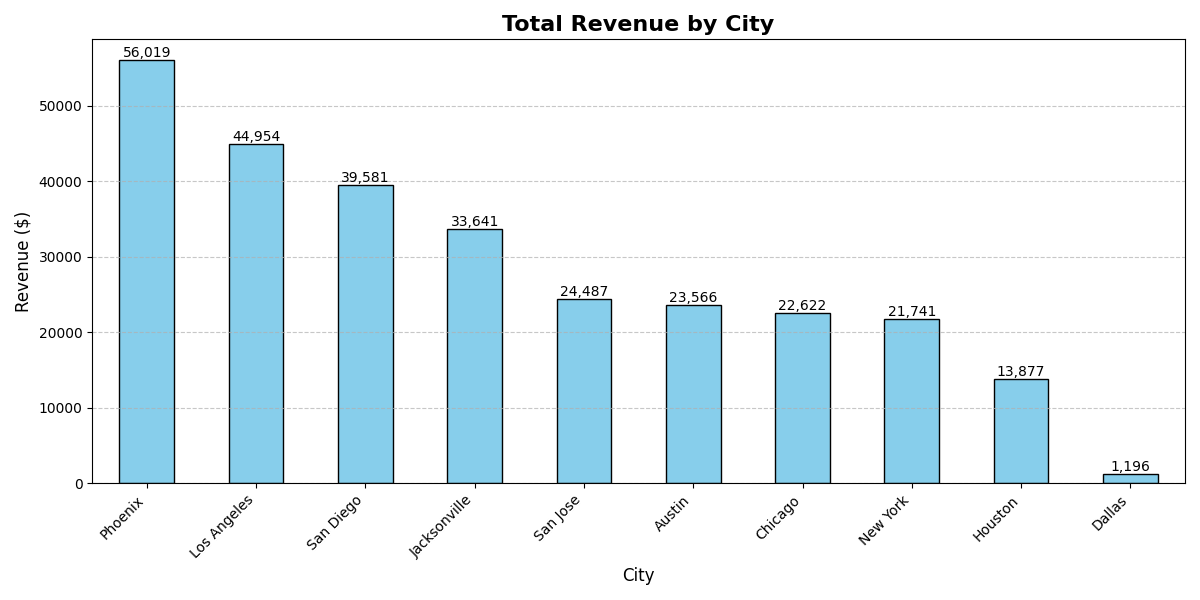 Total Revenue by City
Revenue ($)
50000
40000
30000
20000
10000
0
56,019
44,954
39,581
33,641
24,487
23,566
22,622
21,741
13,877
1,196
Phoenix
Los Angeles
San Diego
Jacksonville
San Jose
Austin
Chicago
New York
Houston
Dallas
City